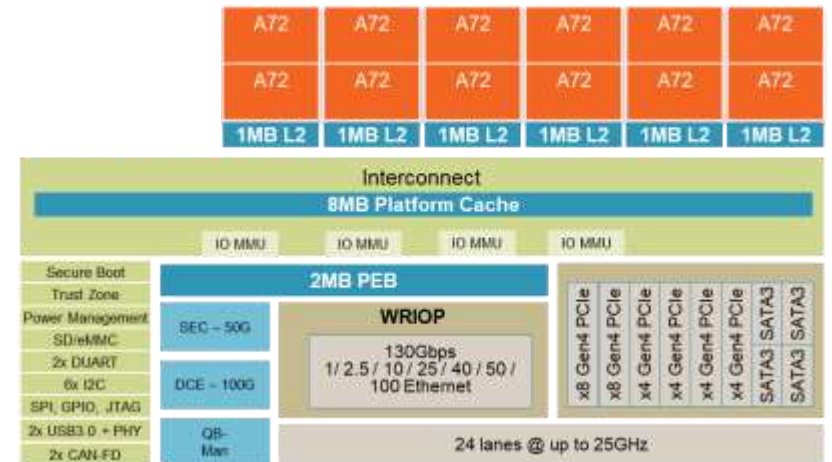 A72 A72 A72 A72 A72 A72
A72 A72 A72 A72 A72 A72
1MB L2 1MB L2 1MB L2 1MB L2 1MB L2 1MB L2
Interconnect
8MB Platform Cache
IO MMU IO MMU IO MMU IO MMU
Secure Boot
Trust Zone
Power Management
SD/eMMC
2x DUART
6x I2C
SPI, GPIO, JTAG
2x USB3.0 + PHY
2x CAN-FD
2MB PEB
SEC – 50G
DCE – 100G
QB-
Man
WRIOP
130Gbps
1/ 2.5 / 10 / 25 / 40 / 50 /
100 Ethernet
x8 Gen4 PCIe
x8 Gen4 PCIe
x4 Gen4 PCIe
x4 Gen4 PCIe
x4 Gen4 PCIe
x4 Gen4 PCIe
SATA3 SATA3
SATA3 SATA3
24 lanes @ up to 25GHz